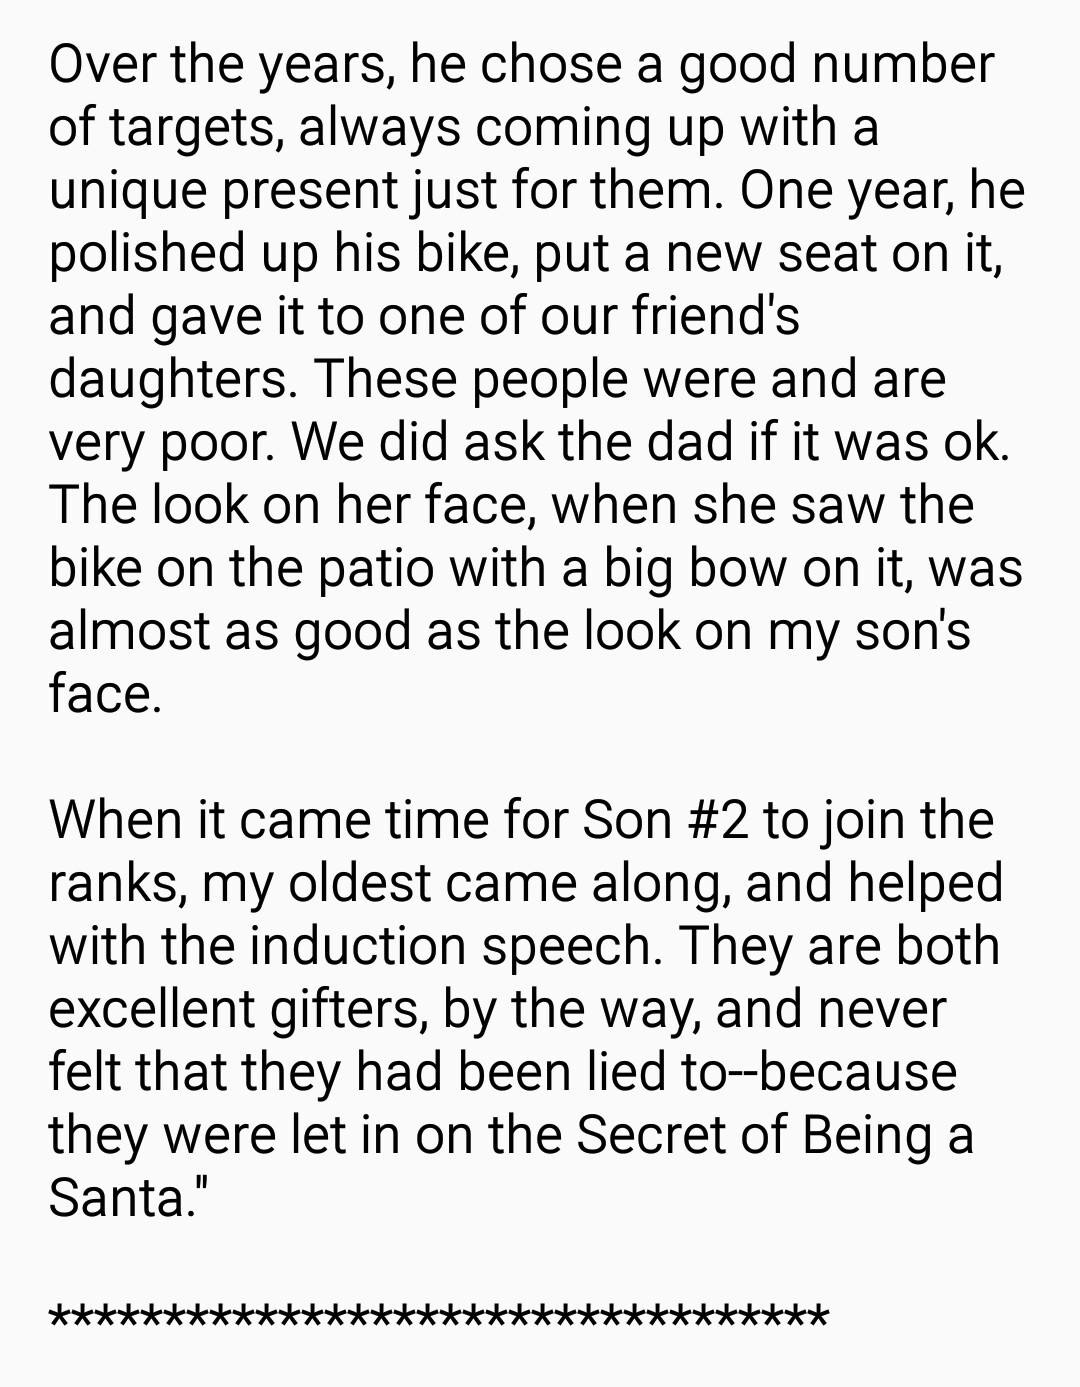 Over the years, he chose a good number
of targets, always coming up with a
unique present just for them. One year, he
polished up his bike, put a new seat on it,
and gave it to one of our friend's
daughters. These people were and are
very poor. We did ask the dad if it was ok.
The look on her face, when she saw the
bike on the patio with a big bow on it, was
almost as good as the look on my son's
face.
When it came time for Son #2 to join the
ranks, my oldest came along, and helped
with the induction speech. They are both
excellent gifters, by the way, and never
felt that they had been lied to--because
they were let in on the Secret of Being a
Santa."
**********************************